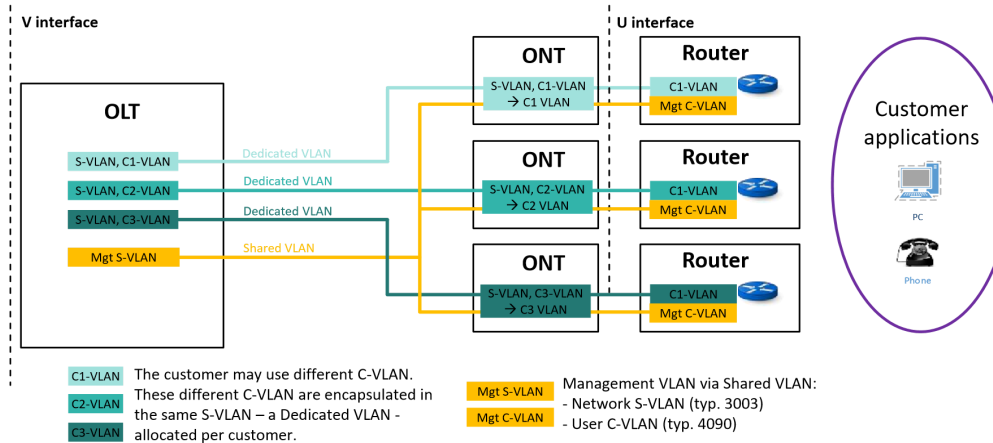 V interface
U interface
OLT
S-VLAN, C1-VLAN
S-VLAN, C2-VLAN
S-VLAN, C3-VLAN
Mgt S-VLAN
Dedicated VLAN
Dedicated VLAN
Dedicated VLAN
Shared VLAN
ONT
S-VLAN, C1-VLAN
→ C1 VLAN
Router
C1-VLAN
Mgt C-VLAN
ONT
S-VLAN, C2-VLAN
→ C2 VLAN
Router
C1-VLAN
Mgt C-VLAN
ONT
S-VLAN, C3-VLAN
→ C3 VLAN
Router
C1-VLAN
Mgt C-VLAN
Customer
applications
PC
Phone
C1-VLAN
C2-VLAN
C3-VLAN
The customer may use different C-VLAN.
These different C-VLAN are encapsulated in
the same S-VLAN – a Dedicated VLAN -
allocated per customer.
Mgt S-VLAN
Mgt C-VLAN
Management VLAN via Shared VLAN:
- Network S-VLAN (typ. 3003)
- User C-VLAN (typ. 4090)